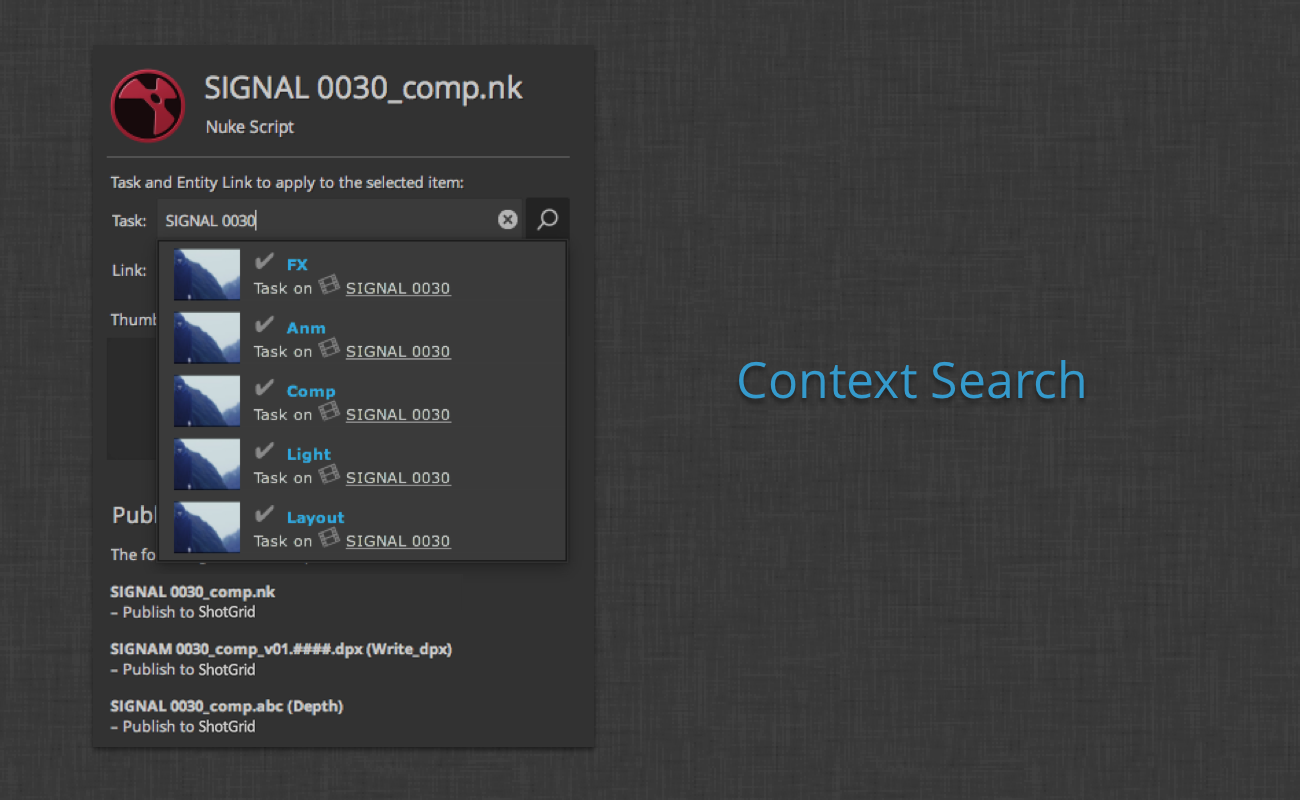 SIGNAL 0030_comp.nk
Nuke Script
Task and Entity Link to apply to the selected item:
Task: SIGNAL 0030
Link:
FX
Task on SIGNAL 0030
Anm
Task on SIGNAL 0030
Comp
Task on SIGNAL 0030
Light
Task on SIGNAL 0030
Layout
Task on SIGNAL 0030
The fo
SIGNAL 0030_comp.nk
– Publish to ShotGrid
SIGNAM 0030_comp_v01.####.dpx (Write_dpx)
– Publish to ShotGrid
SIGNAL 0030_comp.abc (Depth)
– Publish to ShotGrid
Context Search